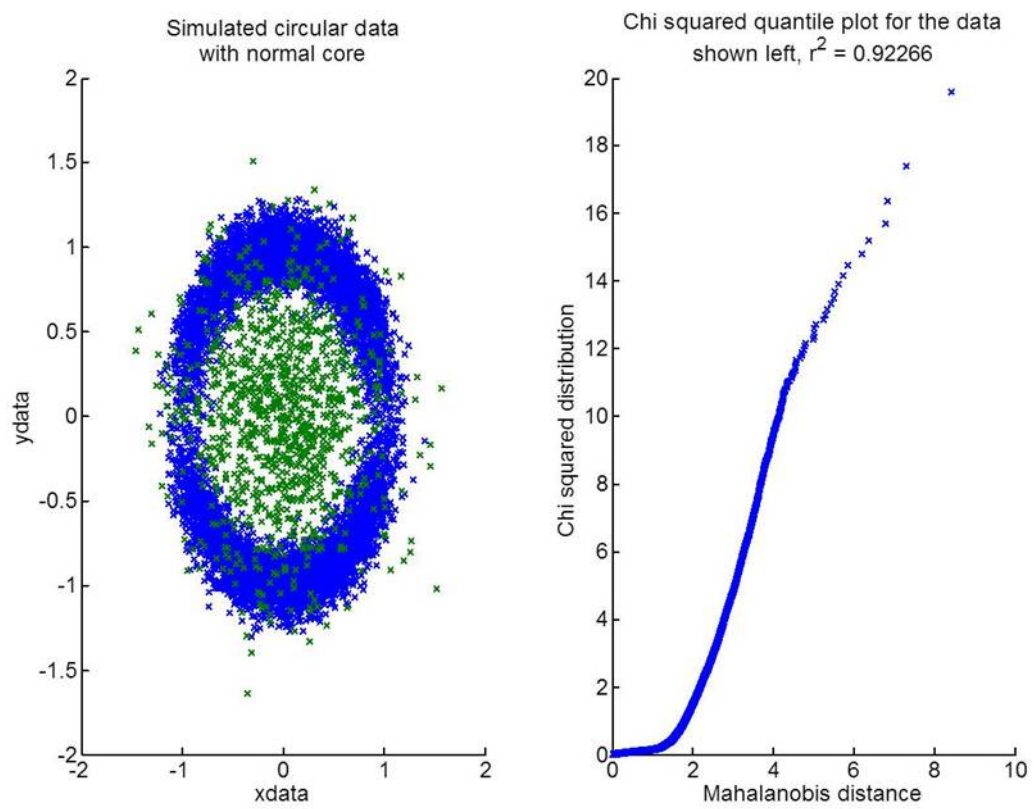 Simulated circular data
with normal core
2
1.5
1
0.5
0
-0.5
-1
-1.5
-2
ydata
-2 -1 0 1 2
xdata
Chi squared quantile plot for the data
shown left, r² = 0.92266
20
18
16
14
12
10
8
6
4
2
0
Chi squared distribution
0 2 4 6 8 10
Mahalanobis distance